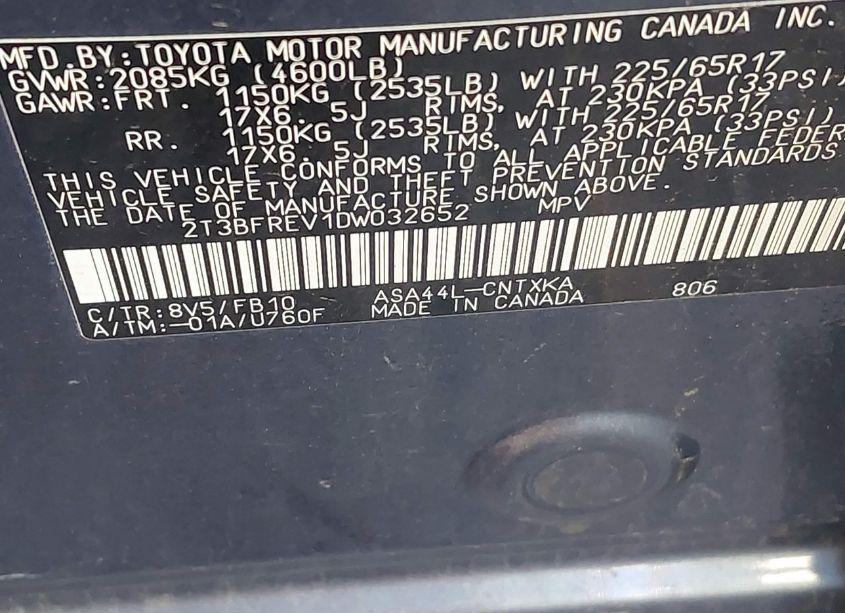 MFD.BY:TOYOTA MOTOR MANUFACTURING CANADA INC.
GVWR:2085KG (4600LB)
GAWR:FRT. 1150KG (2535LB) WITH 225/65R17
17X6. 5J RIMS, AT 230KPA (33PSI)
RR. 1150KG (2535LB) WITH 225/65R17
17X6. 5J RIMS, AT 230KPA (33PSI)
THIS VEHICLE CONFORMS TO ALL APPLICABLE FEDER
VEHICLE SAFETY AND THEFT PREVENTION STANDARDS
THE DATE OF MANUFACTURE SHOWN ABOVE.
2T3BFREV1DW032652 MPV
C/TR:8V5/FB10 ASA44L-CNTXKA 806
A/TM:-01A/U760F MADE IN CANADA